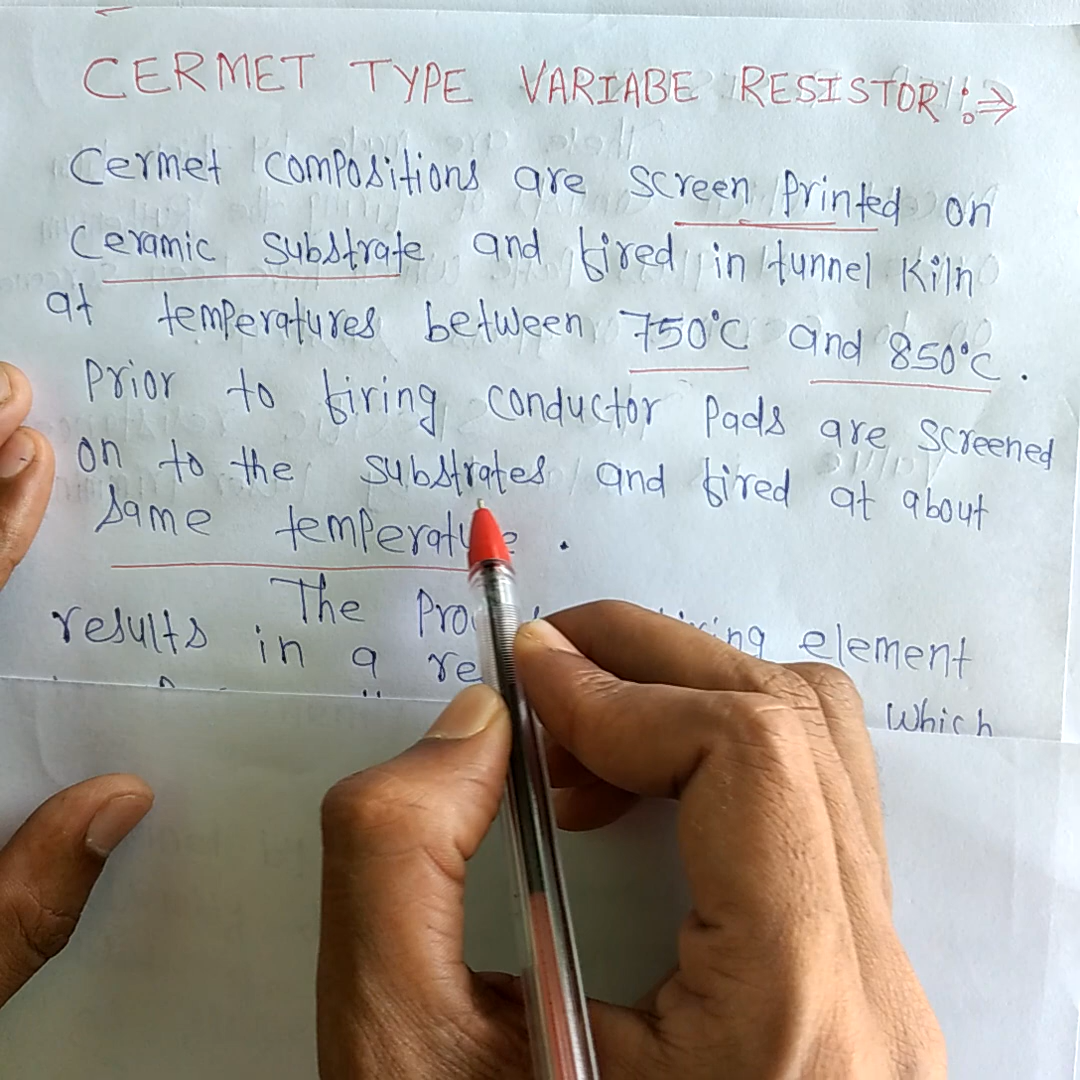 CERMET TYPE VARIABE RESISTOR :⇒
Cermet compositions are screen printed on
ceramic substrate and fired in tunnel kiln
at temperatures between 750°C and 850°C.
Prior to firing conductor pads are screened
on to the substrates and fired at about
same temperature.
The element
results in a
which